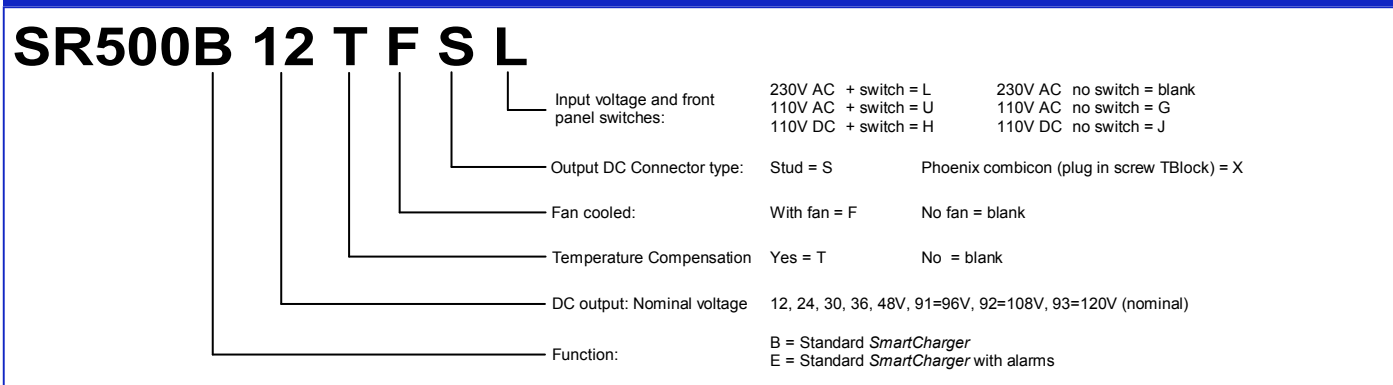 SR500B 12 T F S L
Input voltage and front
panel switches:
230V AC + switch = L 230V AC no switch = blank
110V AC + switch = U 110V AC no switch = G
110V DC + switch = H 110V DC no switch = J
Output DC Connector type: Stud = S Phoenix combicon (plug in screw TBlock) = X
Fan cooled: With fan = F No fan = blank
Temperature Compensation Yes = T No = blank
DC output: Nominal voltage 12, 24, 30, 36, 48V, 91=96V, 92=108V, 93=120V (nominal)
Function:
B = Standard SmartCharger
E = Standard SmartCharger with alarms